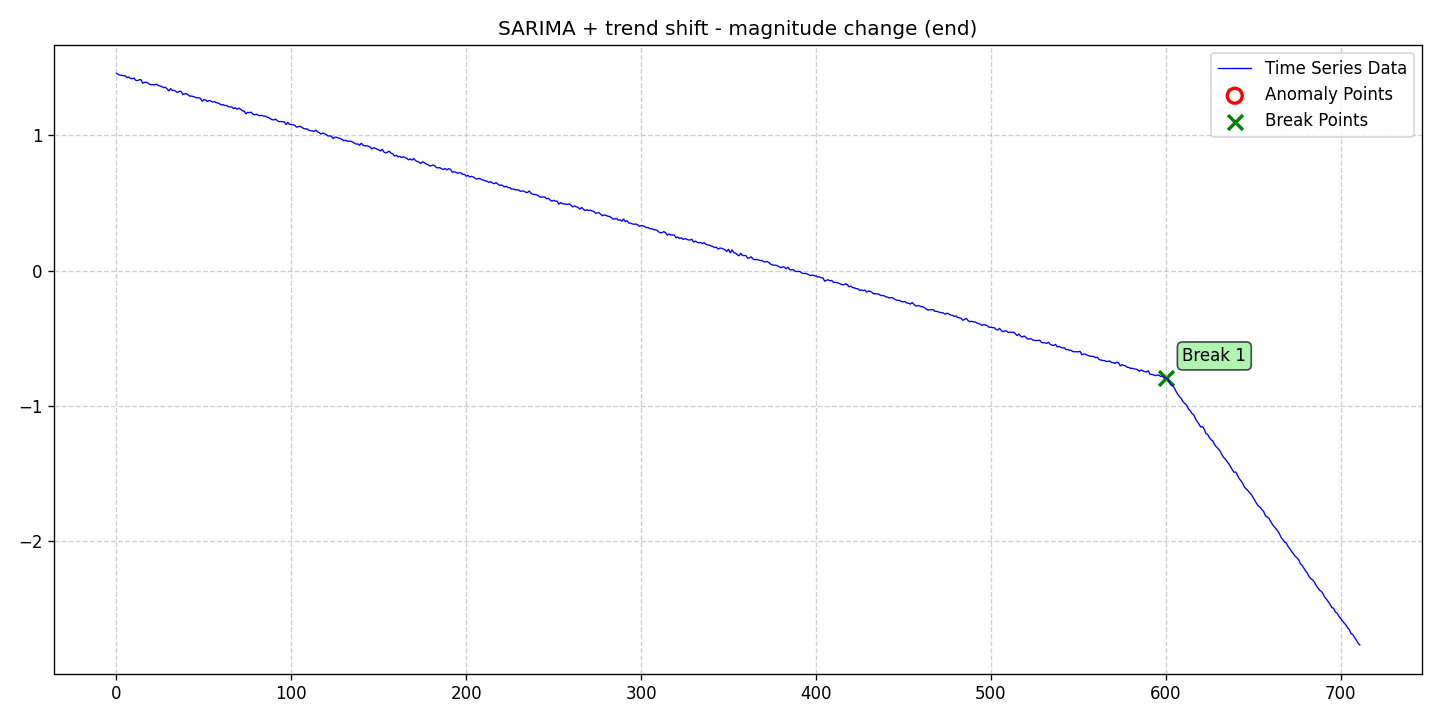 SARIMA + trend shift - magnitude change (end)
Time Series Data
Anomaly Points
Break Points
1
0
−1
−2
Break 1
0
100
200
300
400
500
600
700